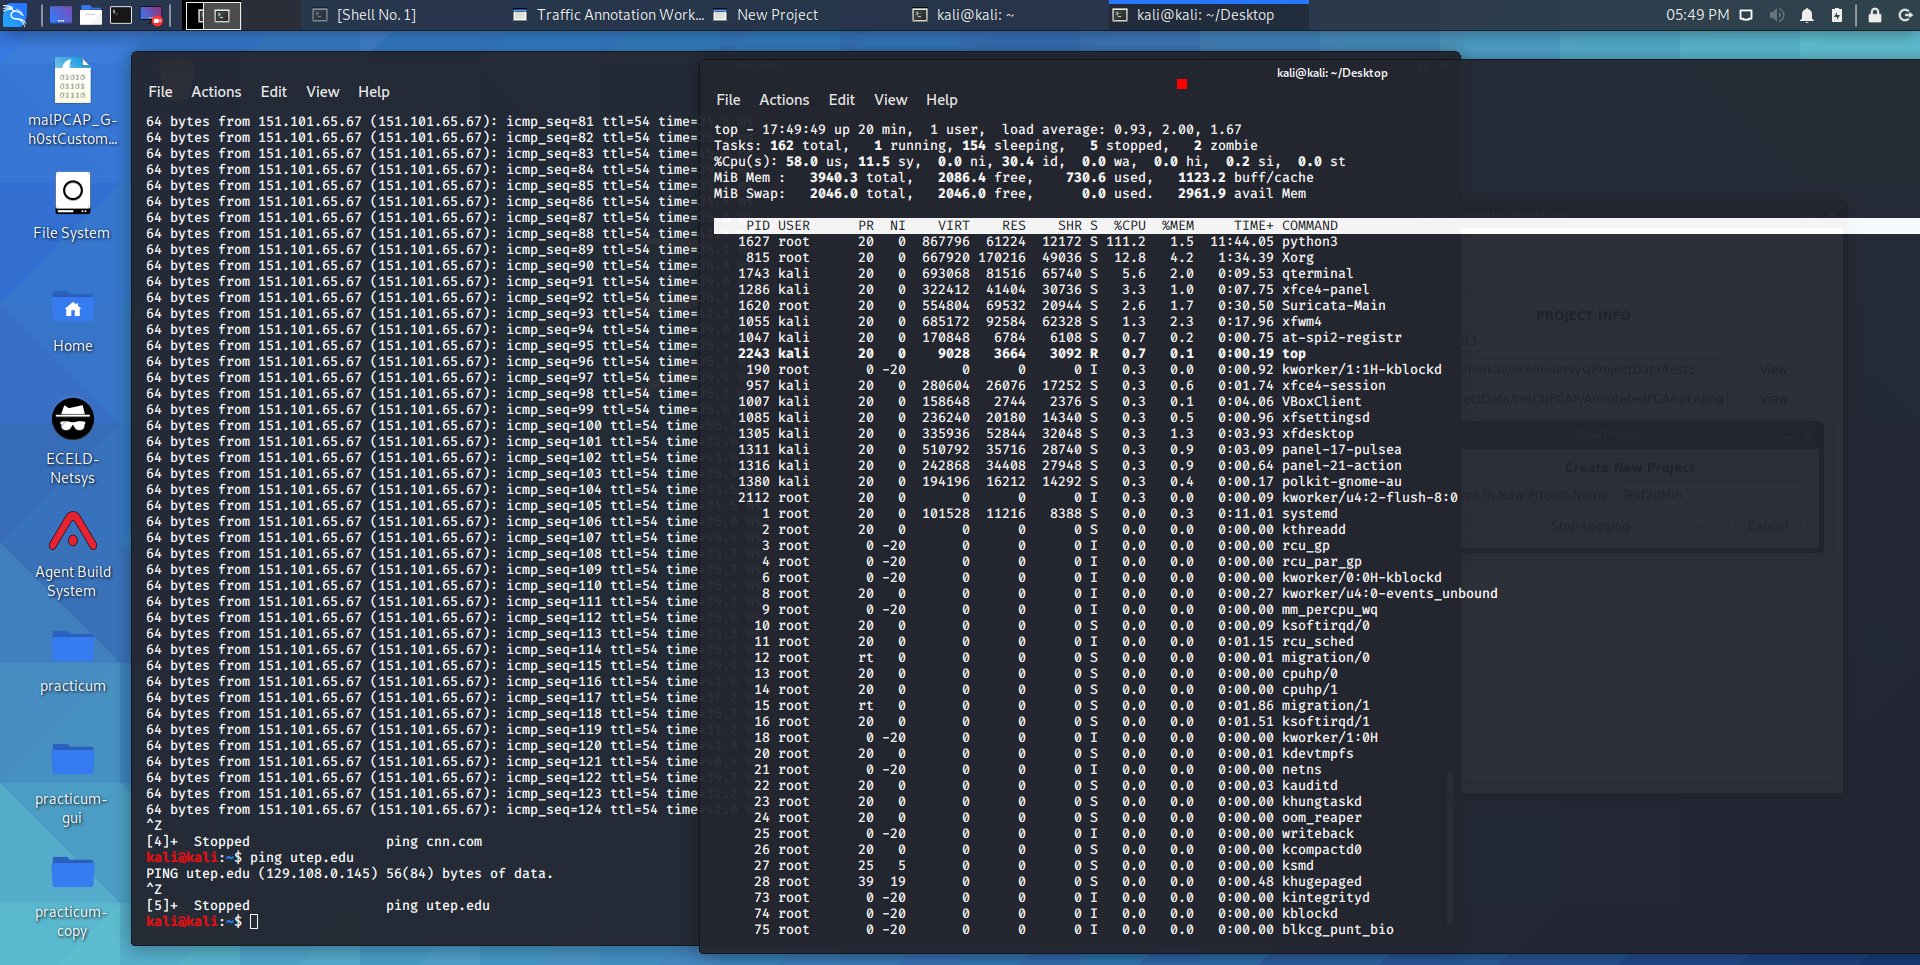 [Shell No. 1]
Traffic Annotation Work...
New Project
kali@kali: ~
kali@kali: ~/Desktop
05:49 PM
malPCAP_G-
h0stCustom...
File System
Home
ECELD-
Netsys
Agent Build
System
practicum
practicum-
gui
practicum-
copy
File Actions Edit View Help
64 bytes from 151.101.65.67 (151.101.65.67): icmp_seq=81 ttl=54 time=
64 bytes from 151.101.65.67 (151.101.65.67): icmp_seq=82 ttl=54 time=
64 bytes from 151.101.65.67 (151.101.65.67): icmp_seq=83 ttl=54 time=
64 bytes from 151.101.65.67 (151.101.65.67): icmp_seq=84 ttl=54 time=
64 bytes from 151.101.65.67 (151.101.65.67): icmp_seq=85 ttl=54 time=
64 bytes from 151.101.65.67 (151.101.65.67): icmp_seq=86 ttl=54 time=
64 bytes from 151.101.65.67 (151.101.65.67): icmp_seq=87 ttl=54 time=
64 bytes from 151.101.65.67 (151.101.65.67): icmp_seq=88 ttl=54 time=
64 bytes from 151.101.65.67 (151.101.65.67): icmp_seq=89 ttl=54 time=
64 bytes from 151.101.65.67 (151.101.65.67): icmp_seq=90 ttl=54 time=
64 bytes from 151.101.65.67 (151.101.65.67): icmp_seq=91 ttl=54 time=
64 bytes from 151.101.65.67 (151.101.65.67): icmp_seq=92 ttl=54 time=
64 bytes from 151.101.65.67 (151.101.65.67): icmp_seq=93 ttl=54 time=
64 bytes from 151.101.65.67 (151.101.65.67): icmp_seq=94 ttl=54 time=
64 bytes from 151.101.65.67 (151.101.65.67): icmp_seq=95 ttl=54 time=
64 bytes from 151.101.65.67 (151.101.65.67): icmp_seq=96 ttl=54 time=
64 bytes from 151.101.65.67 (151.101.65.67): icmp_seq=97 ttl=54 time=
64 bytes from 151.101.65.67 (151.101.65.67): icmp_seq=98 ttl=54 time=
64 bytes from 151.101.65.67 (151.101.65.67): icmp_seq=99 ttl=54 time=
64 bytes from 151.101.65.67 (151.101.65.67): icmp_seq=100 ttl=54 time
64 bytes from 151.101.65.67 (151.101.65.67): icmp_seq=101 ttl=54 time
64 bytes from 151.101.65.67 (151.101.65.67): icmp_seq=102 ttl=54 time
64 bytes from 151.101.65.67 (151.101.65.67): icmp_seq=103 ttl=54 time
64 bytes from 151.101.65.67 (151.101.65.67): icmp_seq=104 ttl=54 time
64 bytes from 151.101.65.67 (151.101.65.67): icmp_seq=105 ttl=54 time
64 bytes from 151.101.65.67 (151.101.65.67): icmp_seq=106 ttl=54 time
64 bytes from 151.101.65.67 (151.101.65.67): icmp_seq=107 ttl=54 time
64 bytes from 151.101.65.67 (151.101.65.67): icmp_seq=108 ttl=54 time
64 bytes from 151.101.65.67 (151.101.65.67): icmp_seq=109 ttl=54 time
64 bytes from 151.101.65.67 (151.101.65.67): icmp_seq=110 ttl=54 time
64 bytes from 151.101.65.67 (151.101.65.67): icmp_seq=111 ttl=54 time
64 bytes from 151.101.65.67 (151.101.65.67): icmp_seq=112 ttl=54 time
64 bytes from 151.101.65.67 (151.101.65.67): icmp_seq=113 ttl=54 time
64 bytes from 151.101.65.67 (151.101.65.67): icmp_seq=114 ttl=54 time
64 bytes from 151.101.65.67 (151.101.65.67): icmp_seq=115 ttl=54 time
64 bytes from 151.101.65.67 (151.101.65.67): icmp_seq=116 ttl=54 time
64 bytes from 151.101.65.67 (151.101.65.67): icmp_seq=117 ttl=54 time
64 bytes from 151.101.65.67 (151.101.65.67): icmp_seq=118 ttl=54 time
64 bytes from 151.101.65.67 (151.101.65.67): icmp_seq=119 ttl=54 time
64 bytes from 151.101.65.67 (151.101.65.67): icmp_seq=120 ttl=54 time
64 bytes from 151.101.65.67 (151.101.65.67): icmp_seq=121 ttl=54 time
64 bytes from 151.101.65.67 (151.101.65.67): icmp_seq=122 ttl=54 time
64 bytes from 151.101.65.67 (151.101.65.67): icmp_seq=123 ttl=54 time
64 bytes from 151.101.65.67 (151.101.65.67): icmp_seq=124 ttl=54 time
^Z
[4]+ Stopped ping cnn.com
kali@kali:~$ ping utep.edu
PING utep.edu (129.108.0.145) 56(84) bytes of data.
^Z
[5]+ Stopped ping utep.edu
kali@kali:~$
kali@kali: ~/Desktop
File Actions Edit View Help
top - 17:49:49 up 20 min, 1 user, load average: 0.93, 2.00, 1.67
Tasks: 162 total, 1 running, 154 sleeping, 5 stopped, 2 zombie
%Cpu(s): 58.0 us, 11.5 sy, 0.0 ni, 30.4 id, 0.0 wa, 0.0 hi, 0.2 si, 0.0 st
MiB Mem : 3940.3 total, 2086.4 free, 730.6 used, 1123.2 buff/cache
MiB Swap: 2046.0 total, 2046.0 free, 0.0 used. 2961.9 avail Mem
PID USER PR NI VIRT RES SHR S %CPU %MEM TIME+ COMMAND
1627 root 20 0 867796 61224 12172 S 111.2 1.5 11:44.05 python3
815 root 20 0 667920 170216 49036 S 12.8 4.2 1:34.39 Xorg
1743 kali 20 0 693068 81516 65740 S 5.6 2.0 0:09.53 qterminal
1286 kali 20 0 322412 41404 30736 S 3.3 1.0 0:07.75 xfce4-panel
1620 root 20 0 554804 69532 20944 S 2.6 1.7 0:30.50 Suricata-Main
1055 kali 20 0 685172 92584 62328 S 1.3 2.3 0:17.96 xfwm4
1047 kali 20 0 170848 6784 6108 S 0.7 0.2 0:00.75 at-spi2-registr
2243 kali 20 0 9028 3664 3092 R 0.7 0.1 0:00.19 top
190 root 0 -20 0 0 0 I 0.3 0.0 0:00.92 kworker/1:1H-kblockd
957 kali 20 0 280604 26076 17252 S 0.3 0.6 0:01.74 xfce4-session
1007 kali 20 0 158648 2744 2376 S 0.3 0.1 0:04.06 VBoxClient
1085 kali 20 0 236240 20180 14340 S 0.3 0.5 0:00.96 xfsettingsd
1305 kali 20 0 335936 52844 32048 S 0.3 1.3 0:03.93 xfdesktop
1311 kali 20 0 510792 35716 28740 S 0.3 0.9 0:03.09 panel-17-pulsea
1316 kali 20 0 242868 34408 27948 S 0.3 0.9 0:00.64 panel-21-action
1380 kali 20 0 194196 16212 14292 S 0.3 0.4 0:00.17 polkit-gnome-au
2112 root 20 0 0 0 0 I 0.3 0.0 0:00.09 kworker/u4:2-flush-8:0
1 root 20 0 101528 11216 8388 S 0.0 0.3 0:11.01 systemd
2 root 20 0 0 0 0 S 0.0 0.0 0:00.00 kthreadd
3 root 0 -20 0 0 0 I 0.0 0.0 0:00.00 rcu_gp
4 root 0 -20 0 0 0 I 0.0 0.0 0:00.00 rcu_par_gp
6 root 0 -20 0 0 0 I 0.0 0.0 0:00.00 kworker/0:0H-kblockd
8 root 20 0 0 0 0 I 0.0 0.0 0:00.27 kworker/u4:0-events_unbound
9 root 0 -20 0 0 0 I 0.0 0.0 0:00.00 mm_percpu_wq
10 root 20 0 0 0 0 S 0.0 0.0 0:00.09 ksoftirqd/0
11 root 20 0 0 0 0 I 0.0 0.0 0:01.15 rcu_sched
12 root rt 0 0 0 0 S 0.0 0.0 0:00.01 migration/0
13 root 20 0 0 0 0 S 0.0 0.0 0:00.00 cpuhp/0
14 root 20 0 0 0 0 S 0.0 0.0 0:00.00 cpuhp/1
15 root rt 0 0 0 0 S 0.0 0.0 0:01.86 migration/1
16 root 20 0 0 0 0 S 0.0 0.0 0:01.51 ksoftirqd/1
18 root 0 -20 0 0 0 I 0.0 0.0 0:00.00 kworker/1:0H
20 root 20 0 0 0 0 S 0.0 0.0 0:00.01 kdevtmpfs
21 root 0 -20 0 0 0 I 0.0 0.0 0:00.00 netns
22 root 20 0 0 0 0 S 0.0 0.0 0:00.03 kauditd
23 root 20 0 0 0 0 S 0.0 0.0 0:00.00 khungtaskd
24 root 20 0 0 0 0 S 0.0 0.0 0:00.00 oom_reaper
25 root 0 -20 0 0 0 I 0.0 0.0 0:00.00 writeback
26 root 20 0 0 0 0 S 0.0 0.0 0:00.00 kcompactd0
27 root 25 5 0 0 0 S 0.0 0.0 0:00.00 ksmd
28 root 39 19 0 0 0 S 0.0 0.0 0:00.48 khugepaged
73 root 0 -20 0 0 0 I 0.0 0.0 0:00.00 kintegrityd
74 root 0 -20 0 0 0 I 0.0 0.0 0:00.00 kblockd
75 root 0 -20 0 0 0 I 0.0 0.0 0:00.00 blkcg_punt_bio
PROJECT INFO
View
View
New Project
Create New Project
Type in New Project Name Test20Min
Stop Logging Cancel